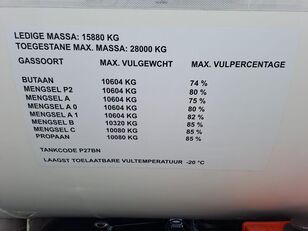 LEDIGE MASSA: 15880 KG
TOEGESTANE MAX. MASSA: 28000 KG
GASSOORT MAX. VULGEWCHT MAX. VULPERCENTAGE
BUTAAN 10604 KG 74 %
MENGSEL P2 10604 KG 80 %
MENGSEL A 10604 KG 75 %
MENGSEL A 0 10604 KG 80 %
MENGSEL A 1 10604 KG 82 %
MENGSEL B 10320 KG 85 %
MENGSEL C 10080 KG 85 %
PROPAAN 10080 KG 85 %
TANKCODE P27BN
LAAGST TOELAATBARE VULTEMPERATUUR -20 °C